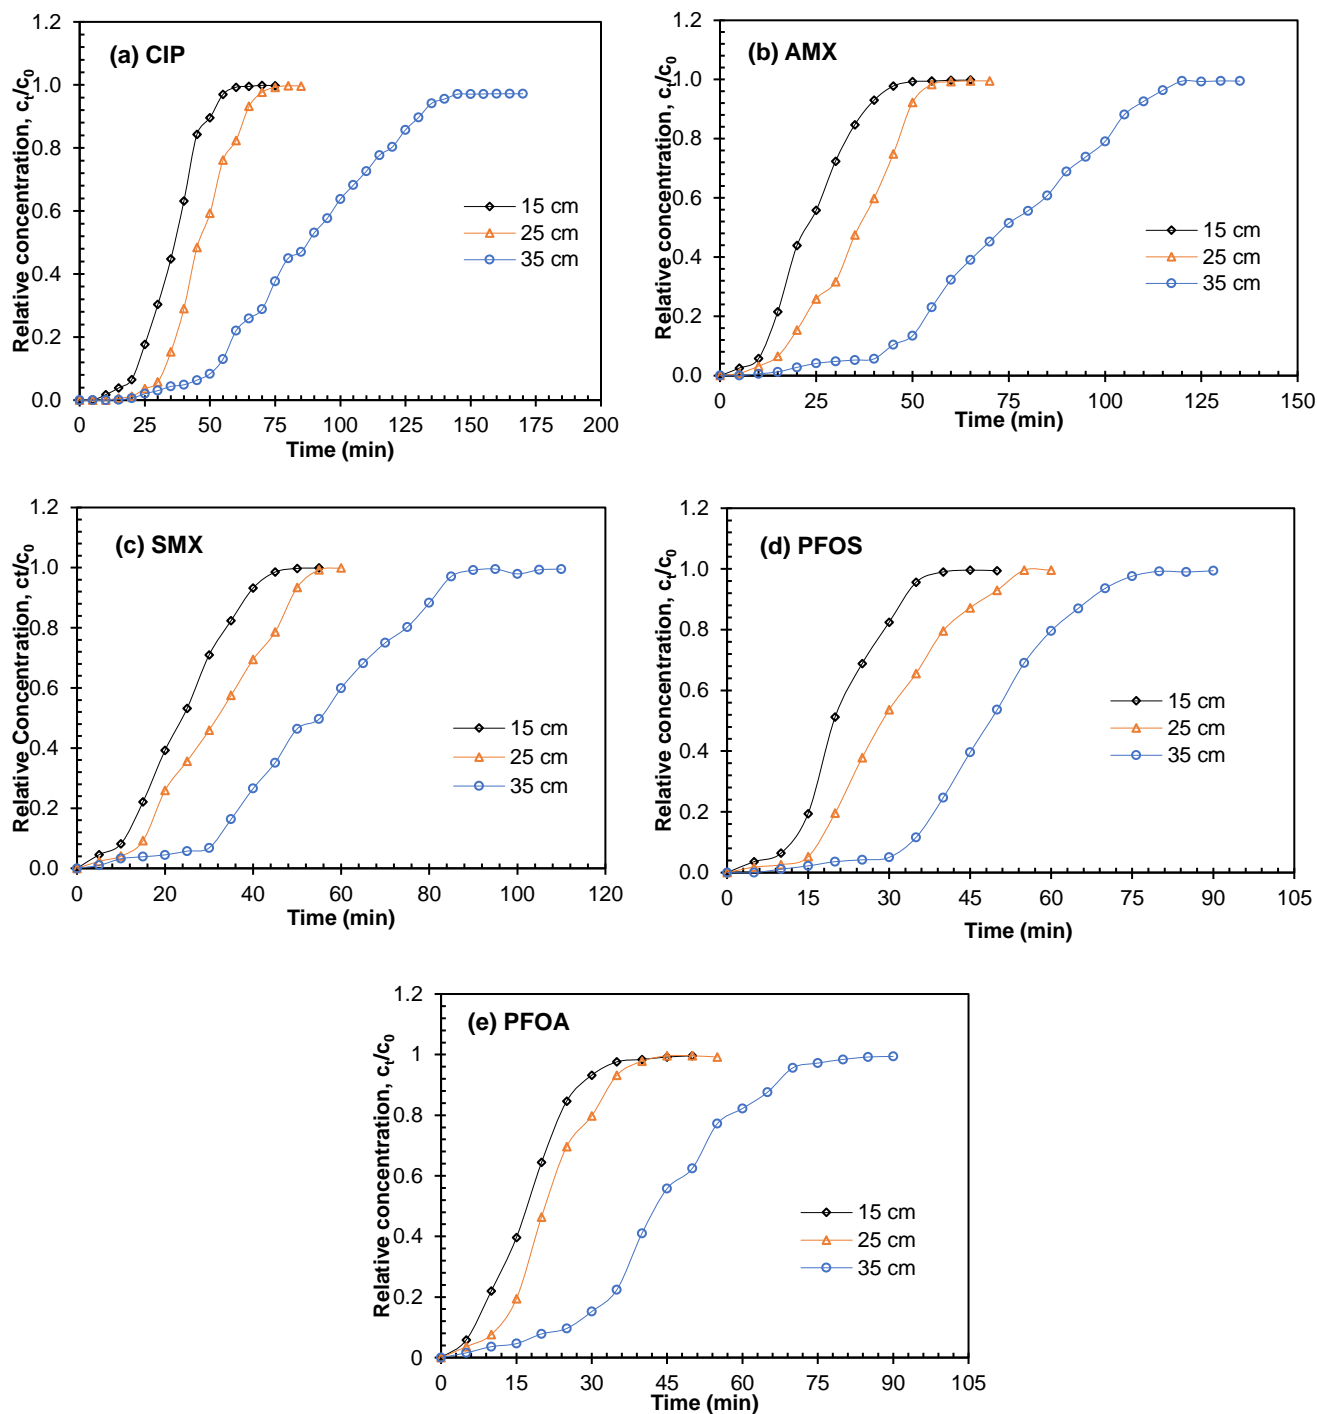 (a) CIP
Relative concentration, cₜ/c₀
1.2
1.0
0.8
0.6
0.4
0.2
0.0
0 25 50 75 100 125 150 175 200
Time (min)
15 cm
25 cm
35 cm
(b) AMX
Relative concentration, cₜ/c₀
1.2
1.0
0.8
0.6
0.4
0.2
0.0
0 25 50 75 100 125 150
Time (min)
15 cm
25 cm
35 cm
(c) SMX
Relative Concentration, ct/c₀
1.2
1.0
0.8
0.6
0.4
0.2
0.0
0 20 40 60 80 100 120
Time (min)
15 cm
25 cm
35 cm
(d) PFOS
Relative concentration, cₜ/c₀
1.2
1.0
0.8
0.6
0.4
0.2
0.0
0 15 30 45 60 75 90 105
Time (min)
15 cm
25 cm
35 cm
(e) PFOA
Relative concentration, cₜ/c₀
1.2
1
0.8
0.6
0.4
0.2
0
0 15 30 45 60 75 90 105
Time (min)
15 cm
25 cm
35 cm